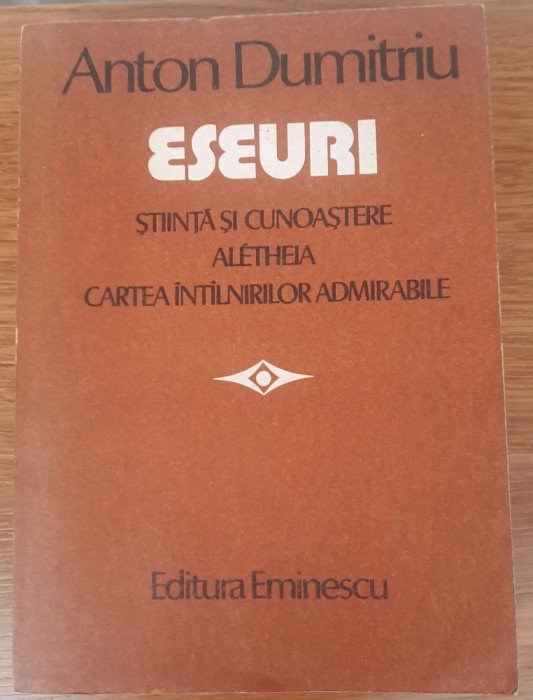 Anton Dumitriu
ESEURI
ŞTIINŢĂ ŞI CUNOAŞTERE
ALÉTHEIA
CARTEA ÎNTÎLNIRILOR ADMIRABILE
Editura Eminescu